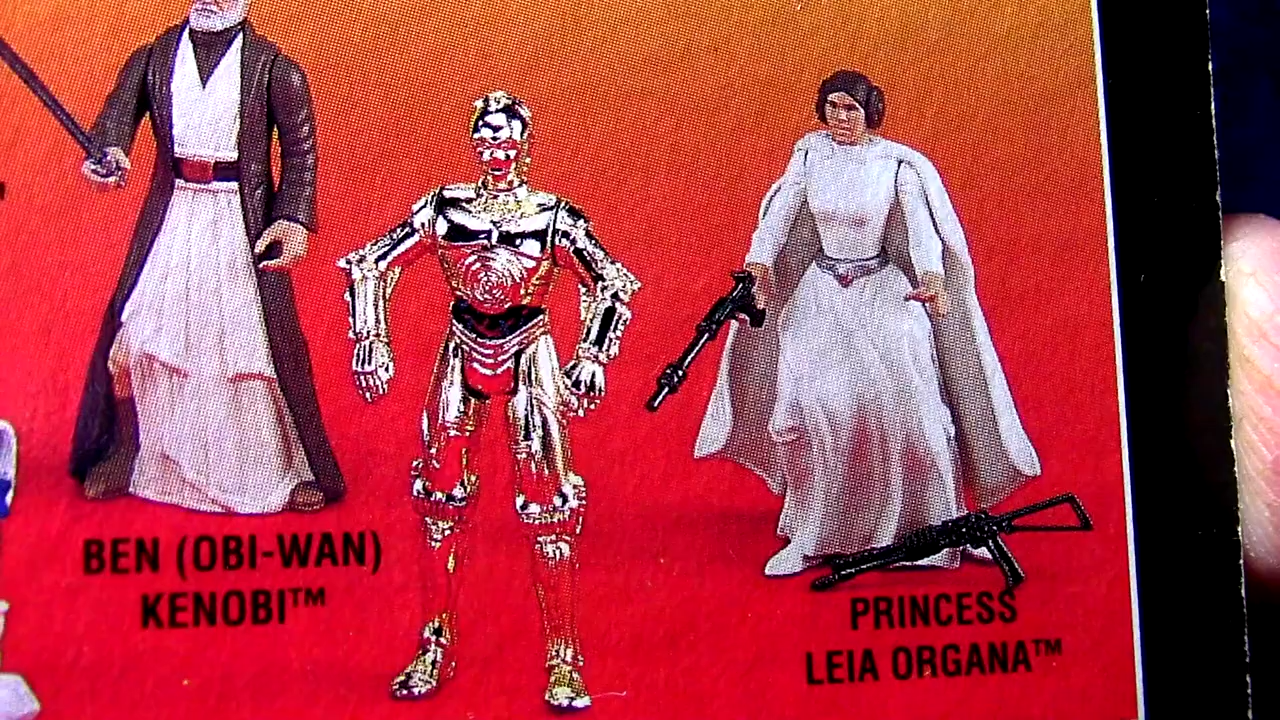 BEN (OBI-WAN)
KENOBI™
PRINCESS
LEIA ORGANA™